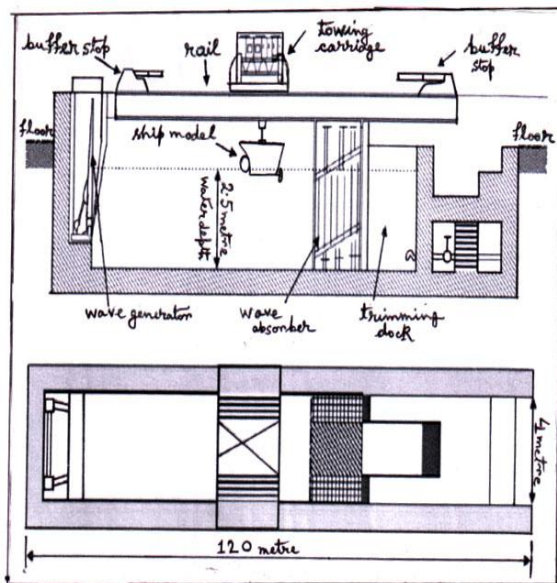 buffer stop
rail
towing
carridge
buffer
stop
floor
ship model
floor
2.5 metre
water depth
wave generator
wave
absorber
trimming
dock
4 metre
120 metre